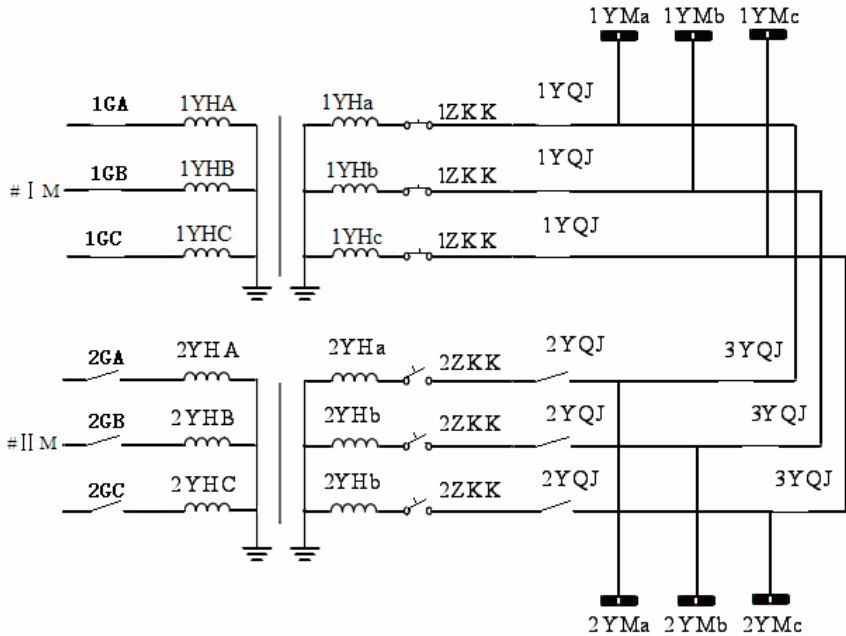 1YMa 1YMb 1YMc
1GA 1YHA 1YHa 1ZKK 1YQJ
#Ⅰ M 1GB 1YHB 1YHb 1ZKK 1YQJ
1GC 1YHC 1YHc 1ZKK 1YQJ
2GA 2YHA 2YHa 2ZKK 2YQJ 3YQJ
#ⅠⅠ M 2GB 2YHB 2YHb 2ZKK 2YQJ 3YQJ
2GC 2YHC 2YHb 2ZKK 2YQJ 3YQJ
2YMa 2YMb 2YMc